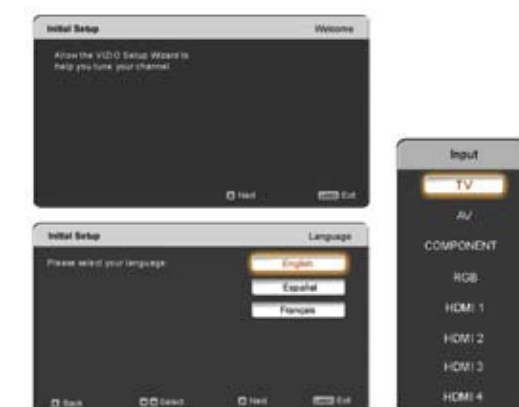 Initial Setup Welcome
Allow the VIZIO Setup Wizard to
help you tune your channel
Next Exit
Initial Setup Language
Please select your language:
English
Español
Français
Back Select Next Exit
Input
TV
AV
COMPONENT
RGB
HDMI 1
HDMI 2
HDMI 3
HDMI 4